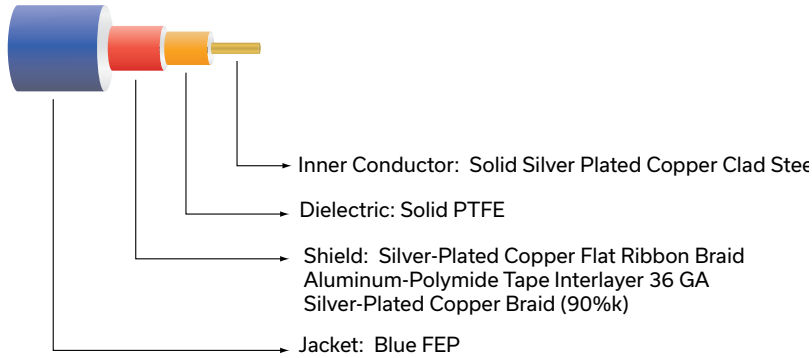 Inner Conductor: Solid Silver Plated Copper Clad Stee
Dielectric: Solid PTFE
Shield: Silver-Plated Copper Flat Ribbon Braid
Aluminum-Polymide Tape Interlayer 36 GA
Silver-Plated Copper Braid (90%k)
Jacket: Blue FEP